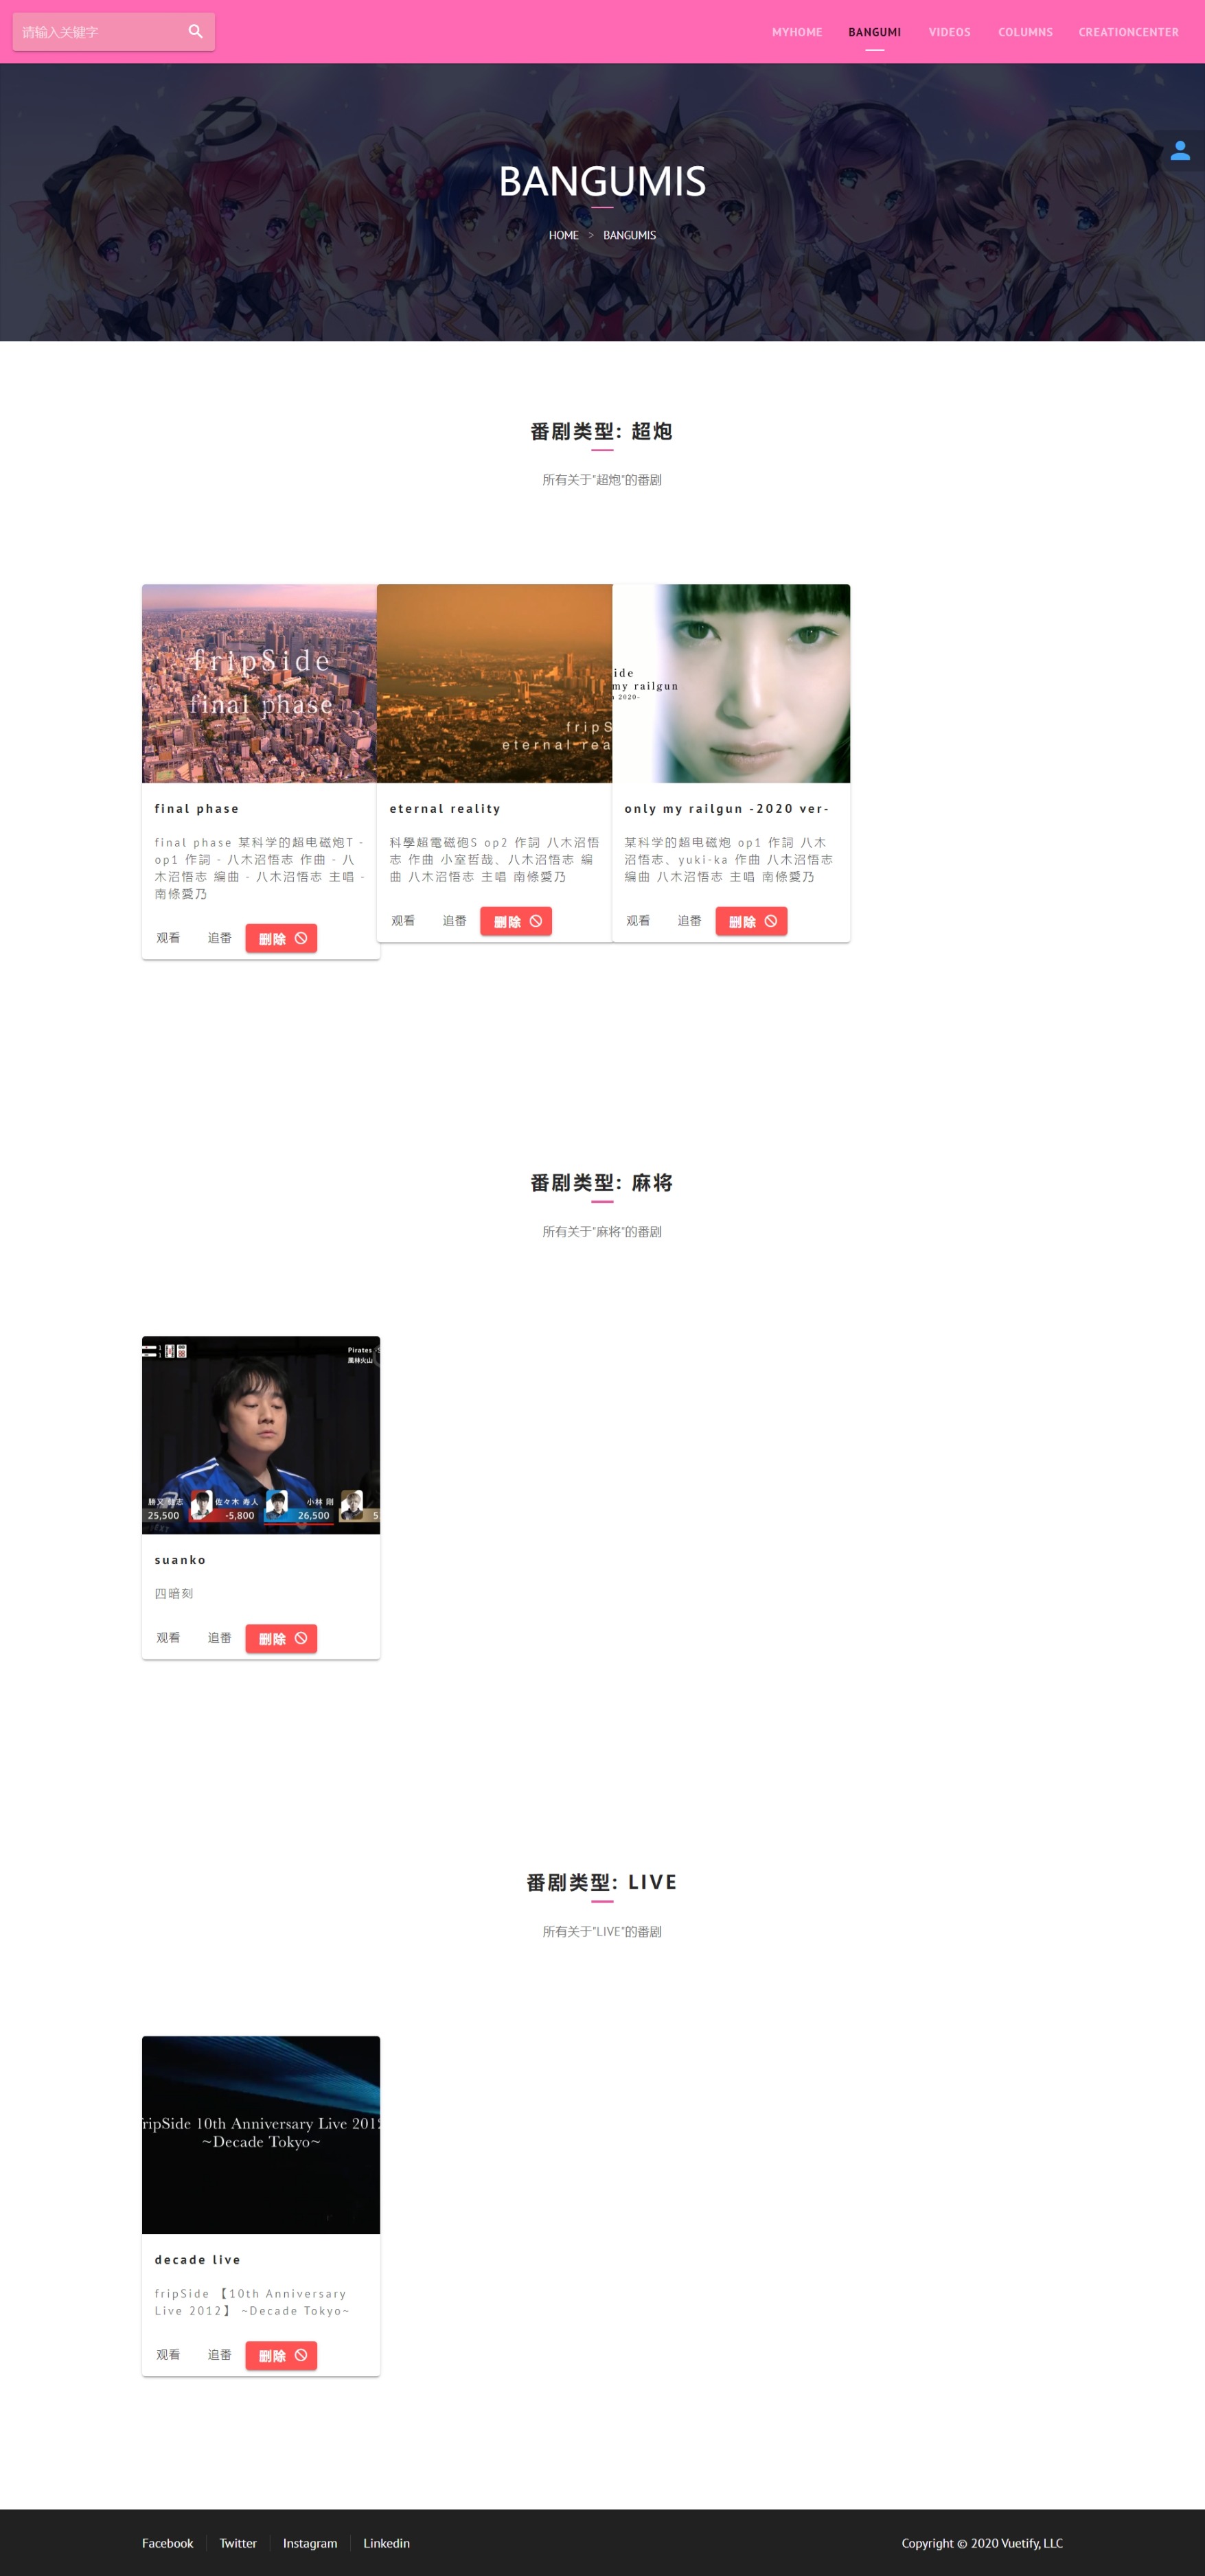 请输入关键字
MYHOME
BANGUMI
VIDEOS
COLUMNS
CREATIONCENTER
BANGUMIS
HOME > BANGUMIS
番剧类型: 超炮
所有关于"超炮"的番剧
fripSide
final phase
final phase
final phase 某科学的超电磁炮T -
op1 作詞 - 八木沼悟志 作曲 - 八
木沼悟志 編曲 - 八木沼悟志 主唱 -
南條愛乃
观看
追番
删除
fripS
eternal rea
eternal reality
科學超電磁砲S op2 作詞 八木沼悟
志 作曲 小室哲哉、八木沼悟志 編
曲 八木沼悟志 主唱 南條愛乃
观看
追番
删除
ide
my railgun
2020-
only my railgun -2020 ver-
某科学的超电磁炮 op1 作詞 八木
沼悟志、yuki-ka 作曲 八木沼悟志
編曲 八木沼悟志 主唱 南條愛乃
观看
追番
删除
番剧类型: 麻将
所有关于"麻将"的番剧
Pirates
風林火山
佐々木 寿人
小林 剛
25,500
-5,800
26,500
5
suanko
四暗刻
观看
追番
删除
番剧类型: LIVE
所有关于"LIVE"的番剧
ripSide 10th Anniversary Live 201
~Decade Tokyo~
decade live
fripSide 【10th Anniversary
Live 2012】 ~Decade Tokyo~
观看
追番
删除
Facebook
Twitter
Instagram
Linkedin
Copyright © 2020 Vuetify, LLC